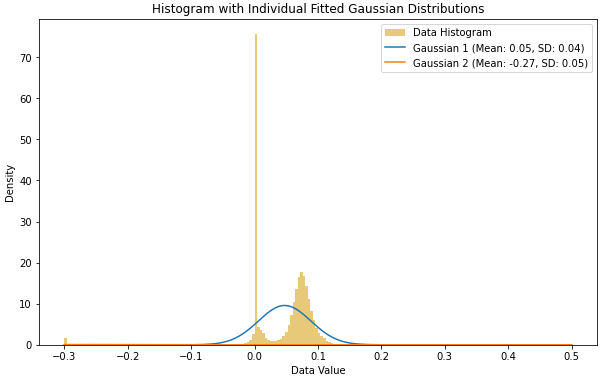 Histogram with Individual Fitted Gaussian Distributions
Data Histogram
Gaussian 1 (Mean: 0.05, SD: 0.04)
Gaussian 2 (Mean: -0.27, SD: 0.05)
Density
70
60
50
40
30
20
10
0
−0.3 −0.2 −0.1 0.0 0.1 0.2 0.3 0.4 0.5
Data Value